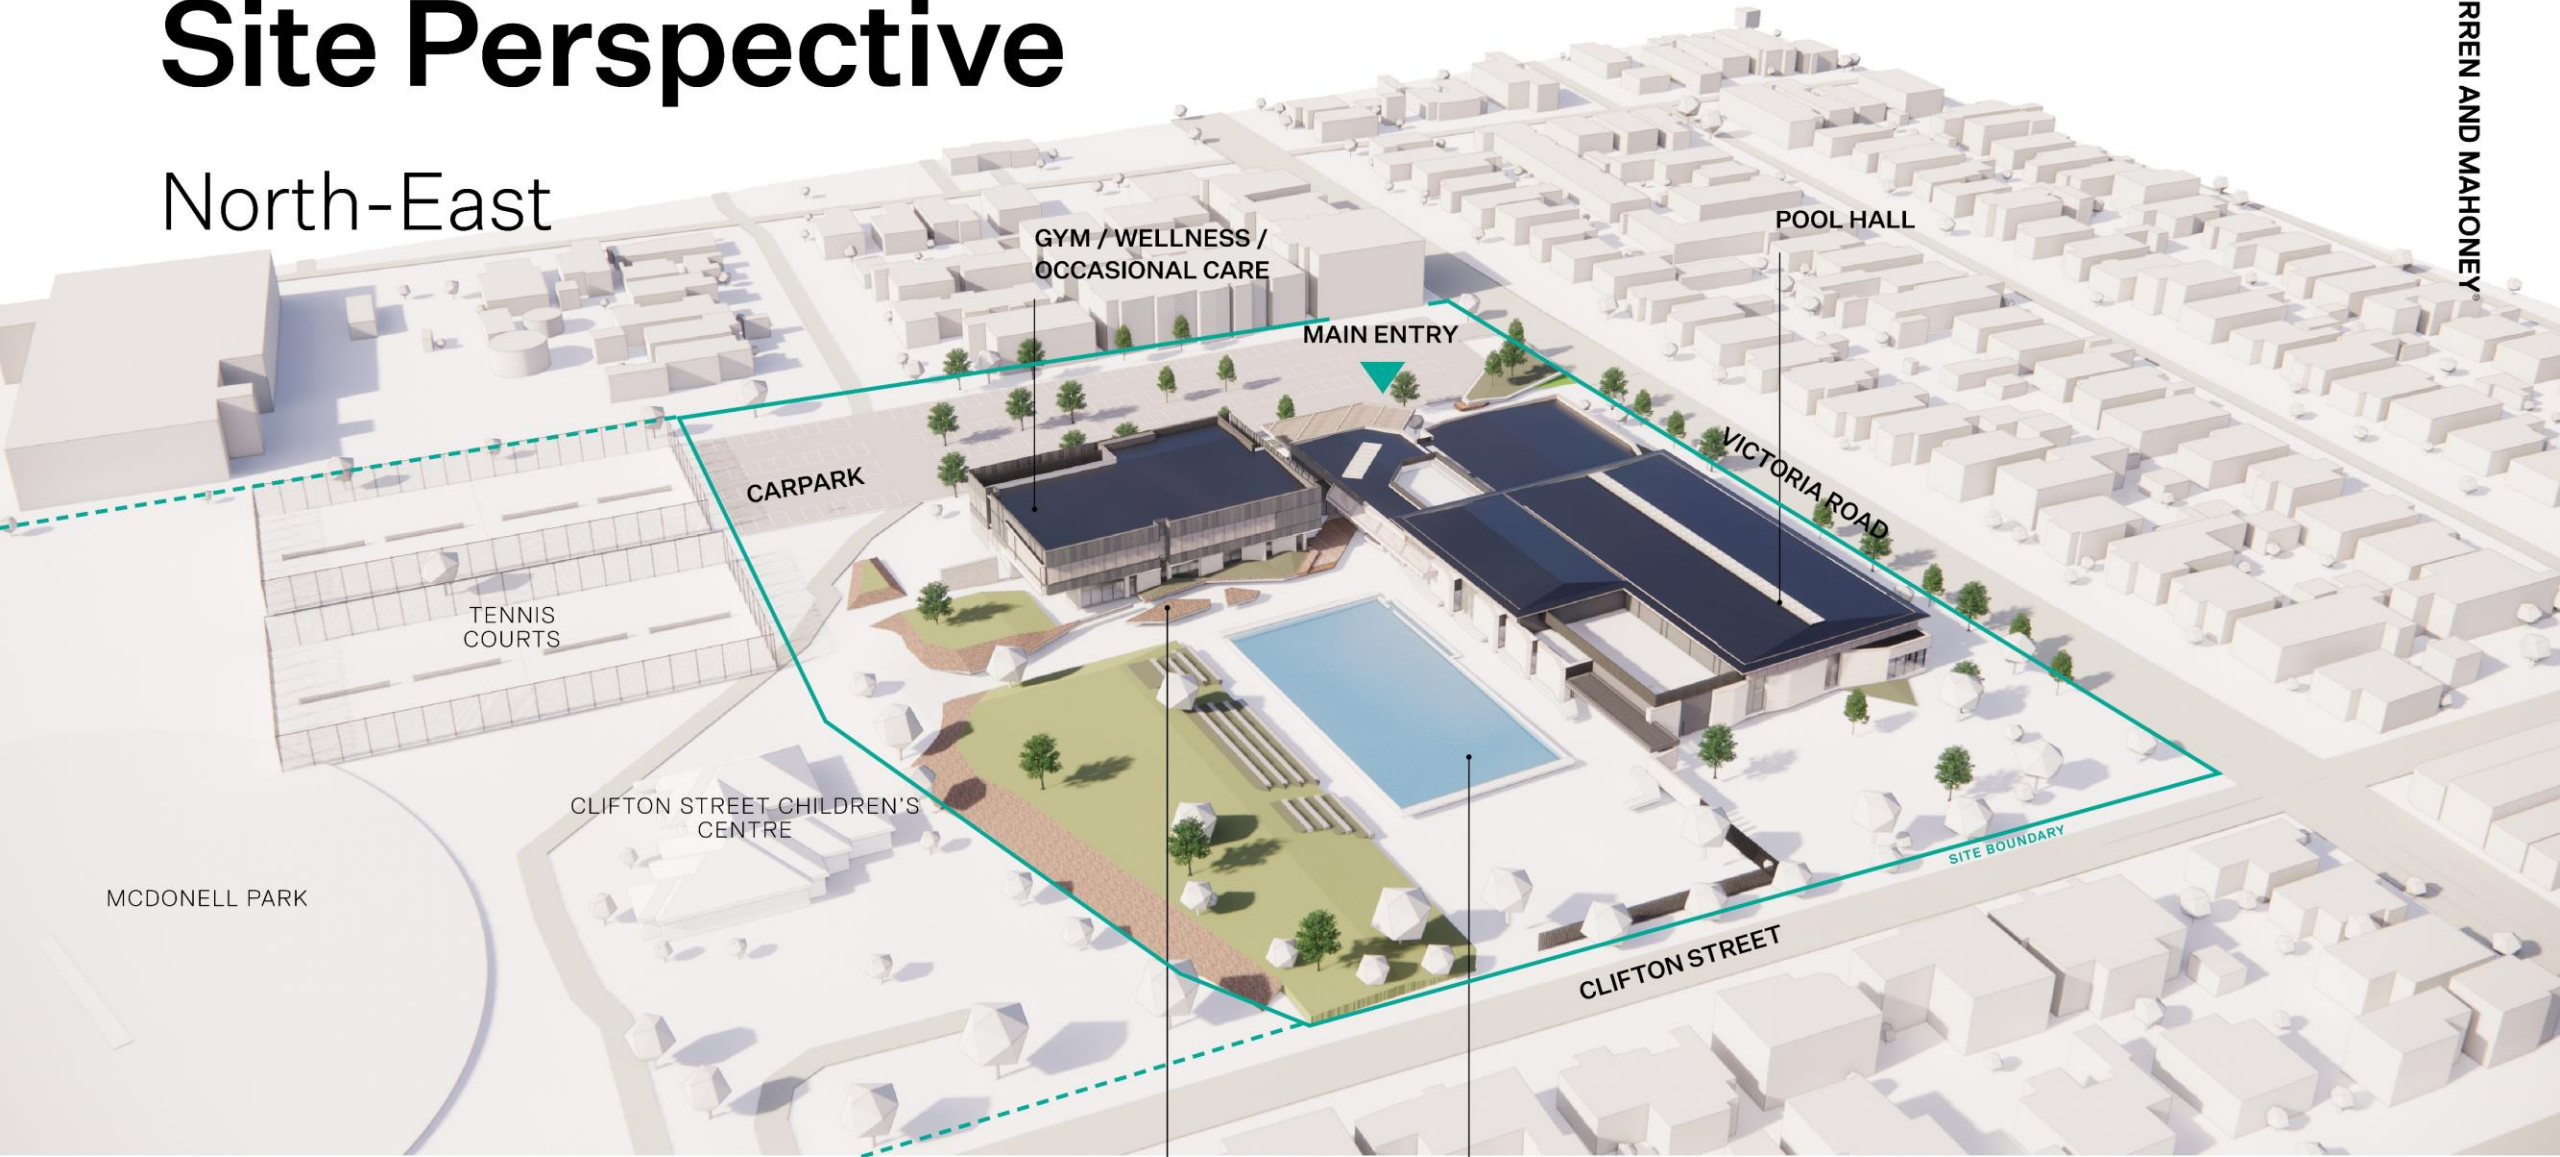 Site Perspective
North-East
RREN AND MAHONEY®
GYM / WELLNESS /
OCCASIONAL CARE
POOL HALL
MAIN ENTRY
VICTORIA ROAD
CARPARK
TENNIS
COURTS
CLIFTON STREET CHILDREN'S
CENTRE
MCDONELL PARK
SITE BOUNDARY
CLIFTON STREET